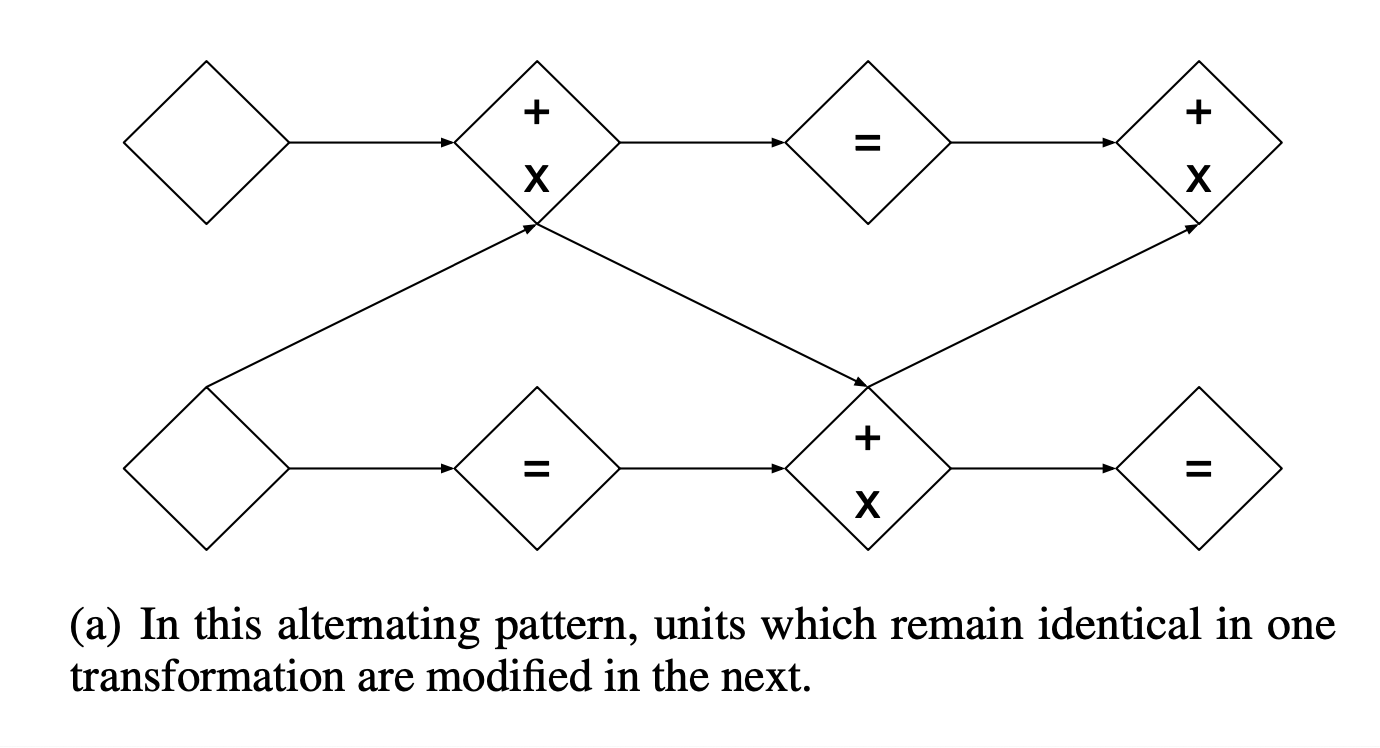 + +
x = x
+
= x =
(a) In this alternating pattern, units which remain identical in one
transformation are modified in the next.